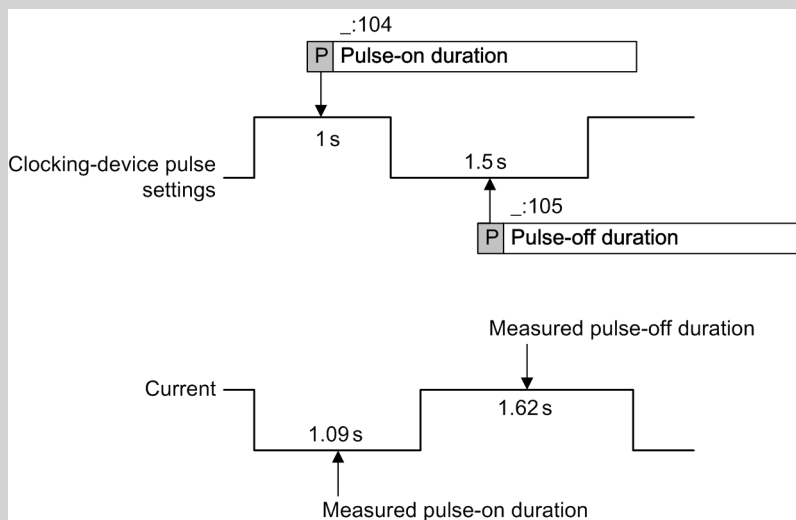 _:104
P Pulse-on duration
1 s
Clocking-device pulse
settings
1.5 s
_:105
P Pulse-off duration
Measured pulse-off duration
Current
1.62 s
1.09 s
Measured pulse-on duration